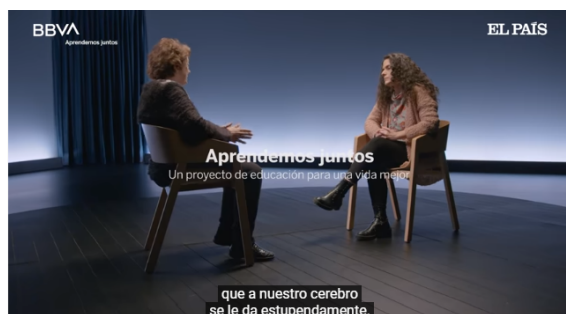 BBVA
Aprendemos juntos
EL PAÍS
Aprendemos juntos
Un proyecto de educación para una vida mejor
que a nuestro cerebro
se le da estupendamente.